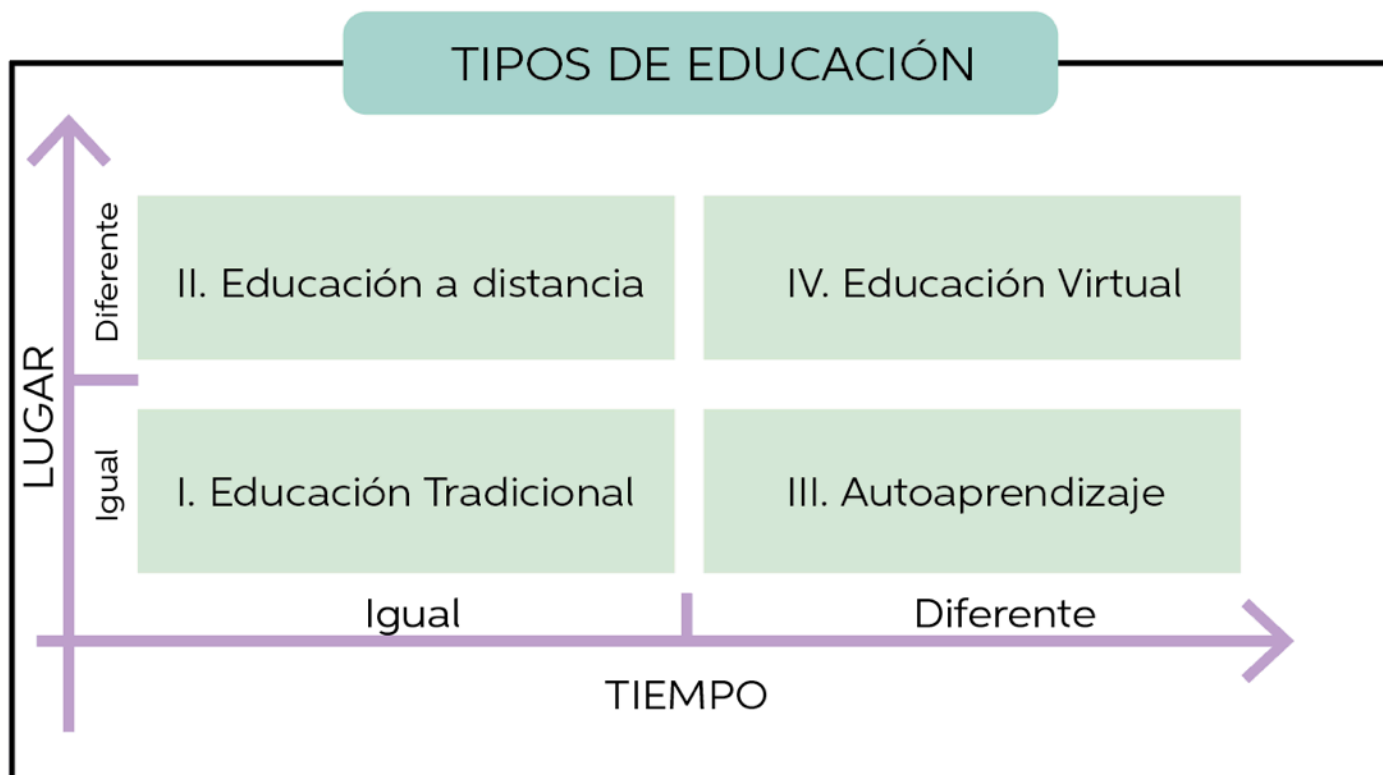 TIPOS DE EDUCACIÓN
LUGAR
Diferente
II. Educación a distancia
IV. Educación Virtual
Igual
I. Educación Tradicional
III. Autoaprendizaje
Igual
Diferente
TIEMPO